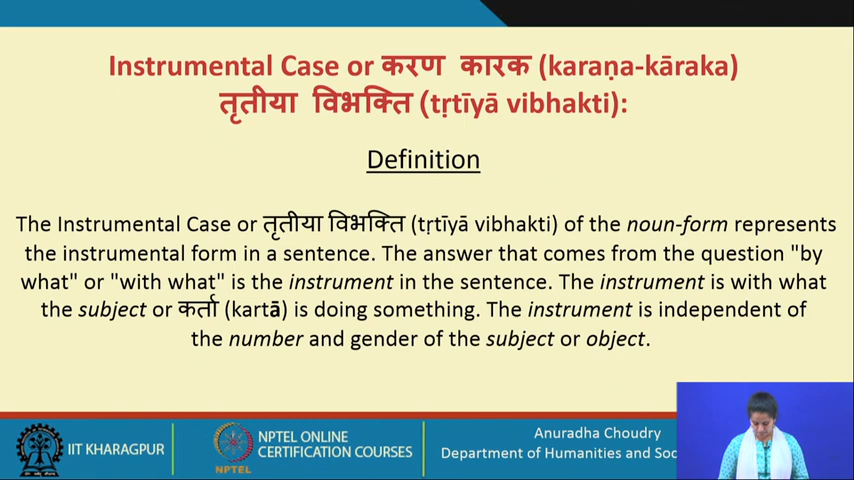 Instrumental Case or करण कारक (karaṇa-kāraka)
तृतीया विभक्ति (tṛtīyā vibhakti):
Definition
The Instrumental Case or तृतीया विभक्ति (tṛtīyā vibhakti) of the noun-form represents
the instrumental form in a sentence. The answer that comes from the question "by
what" or "with what" is the instrument in the sentence. The instrument is with what
the subject or कर्ता (kartā) is doing something. The instrument is independent of
the number and gender of the subject or object.
IIT KHARAGPUR
NPTEL
NPTEL ONLINE
CERTIFICATION COURSES
Anuradha Choudry
Department of Humanities and